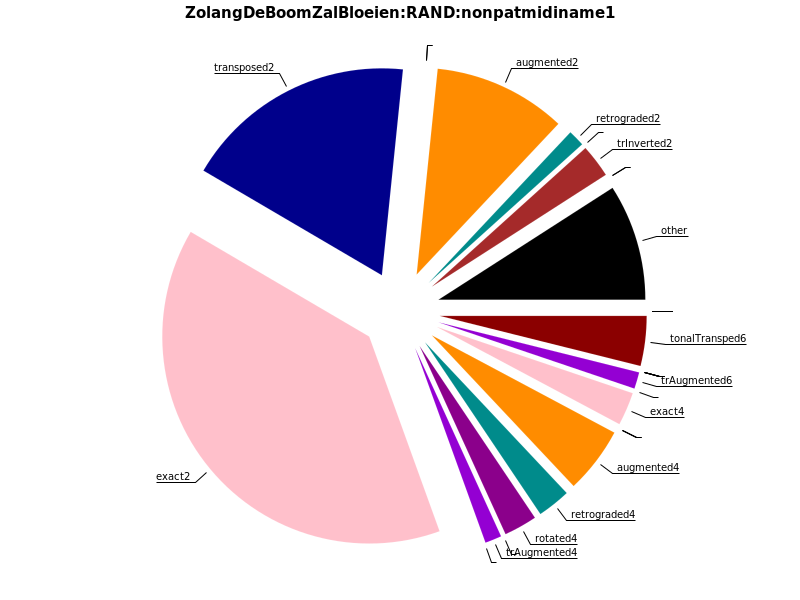 ZolangDeBoomZalBloeien:RAND:nonpatmidiname1
transposed2
augmented2
retrograded2
trInverted2
other
tonalTransped6
trAugmented6
exact4
augmented4
exact2
retrograded4
rotated4
trAugmented4